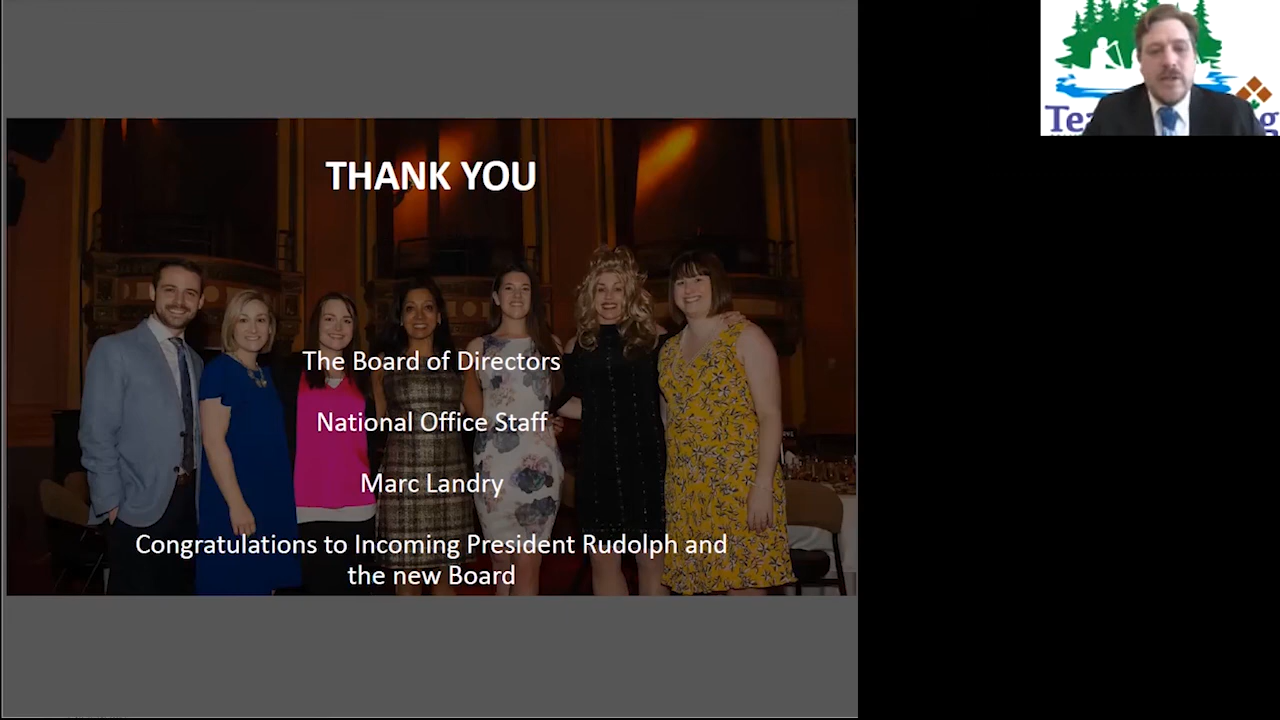 THANK YOU
The Board of Directors
National Office Staff
Marc Landry
Congratulations to Incoming President Rudolph and
the new Board